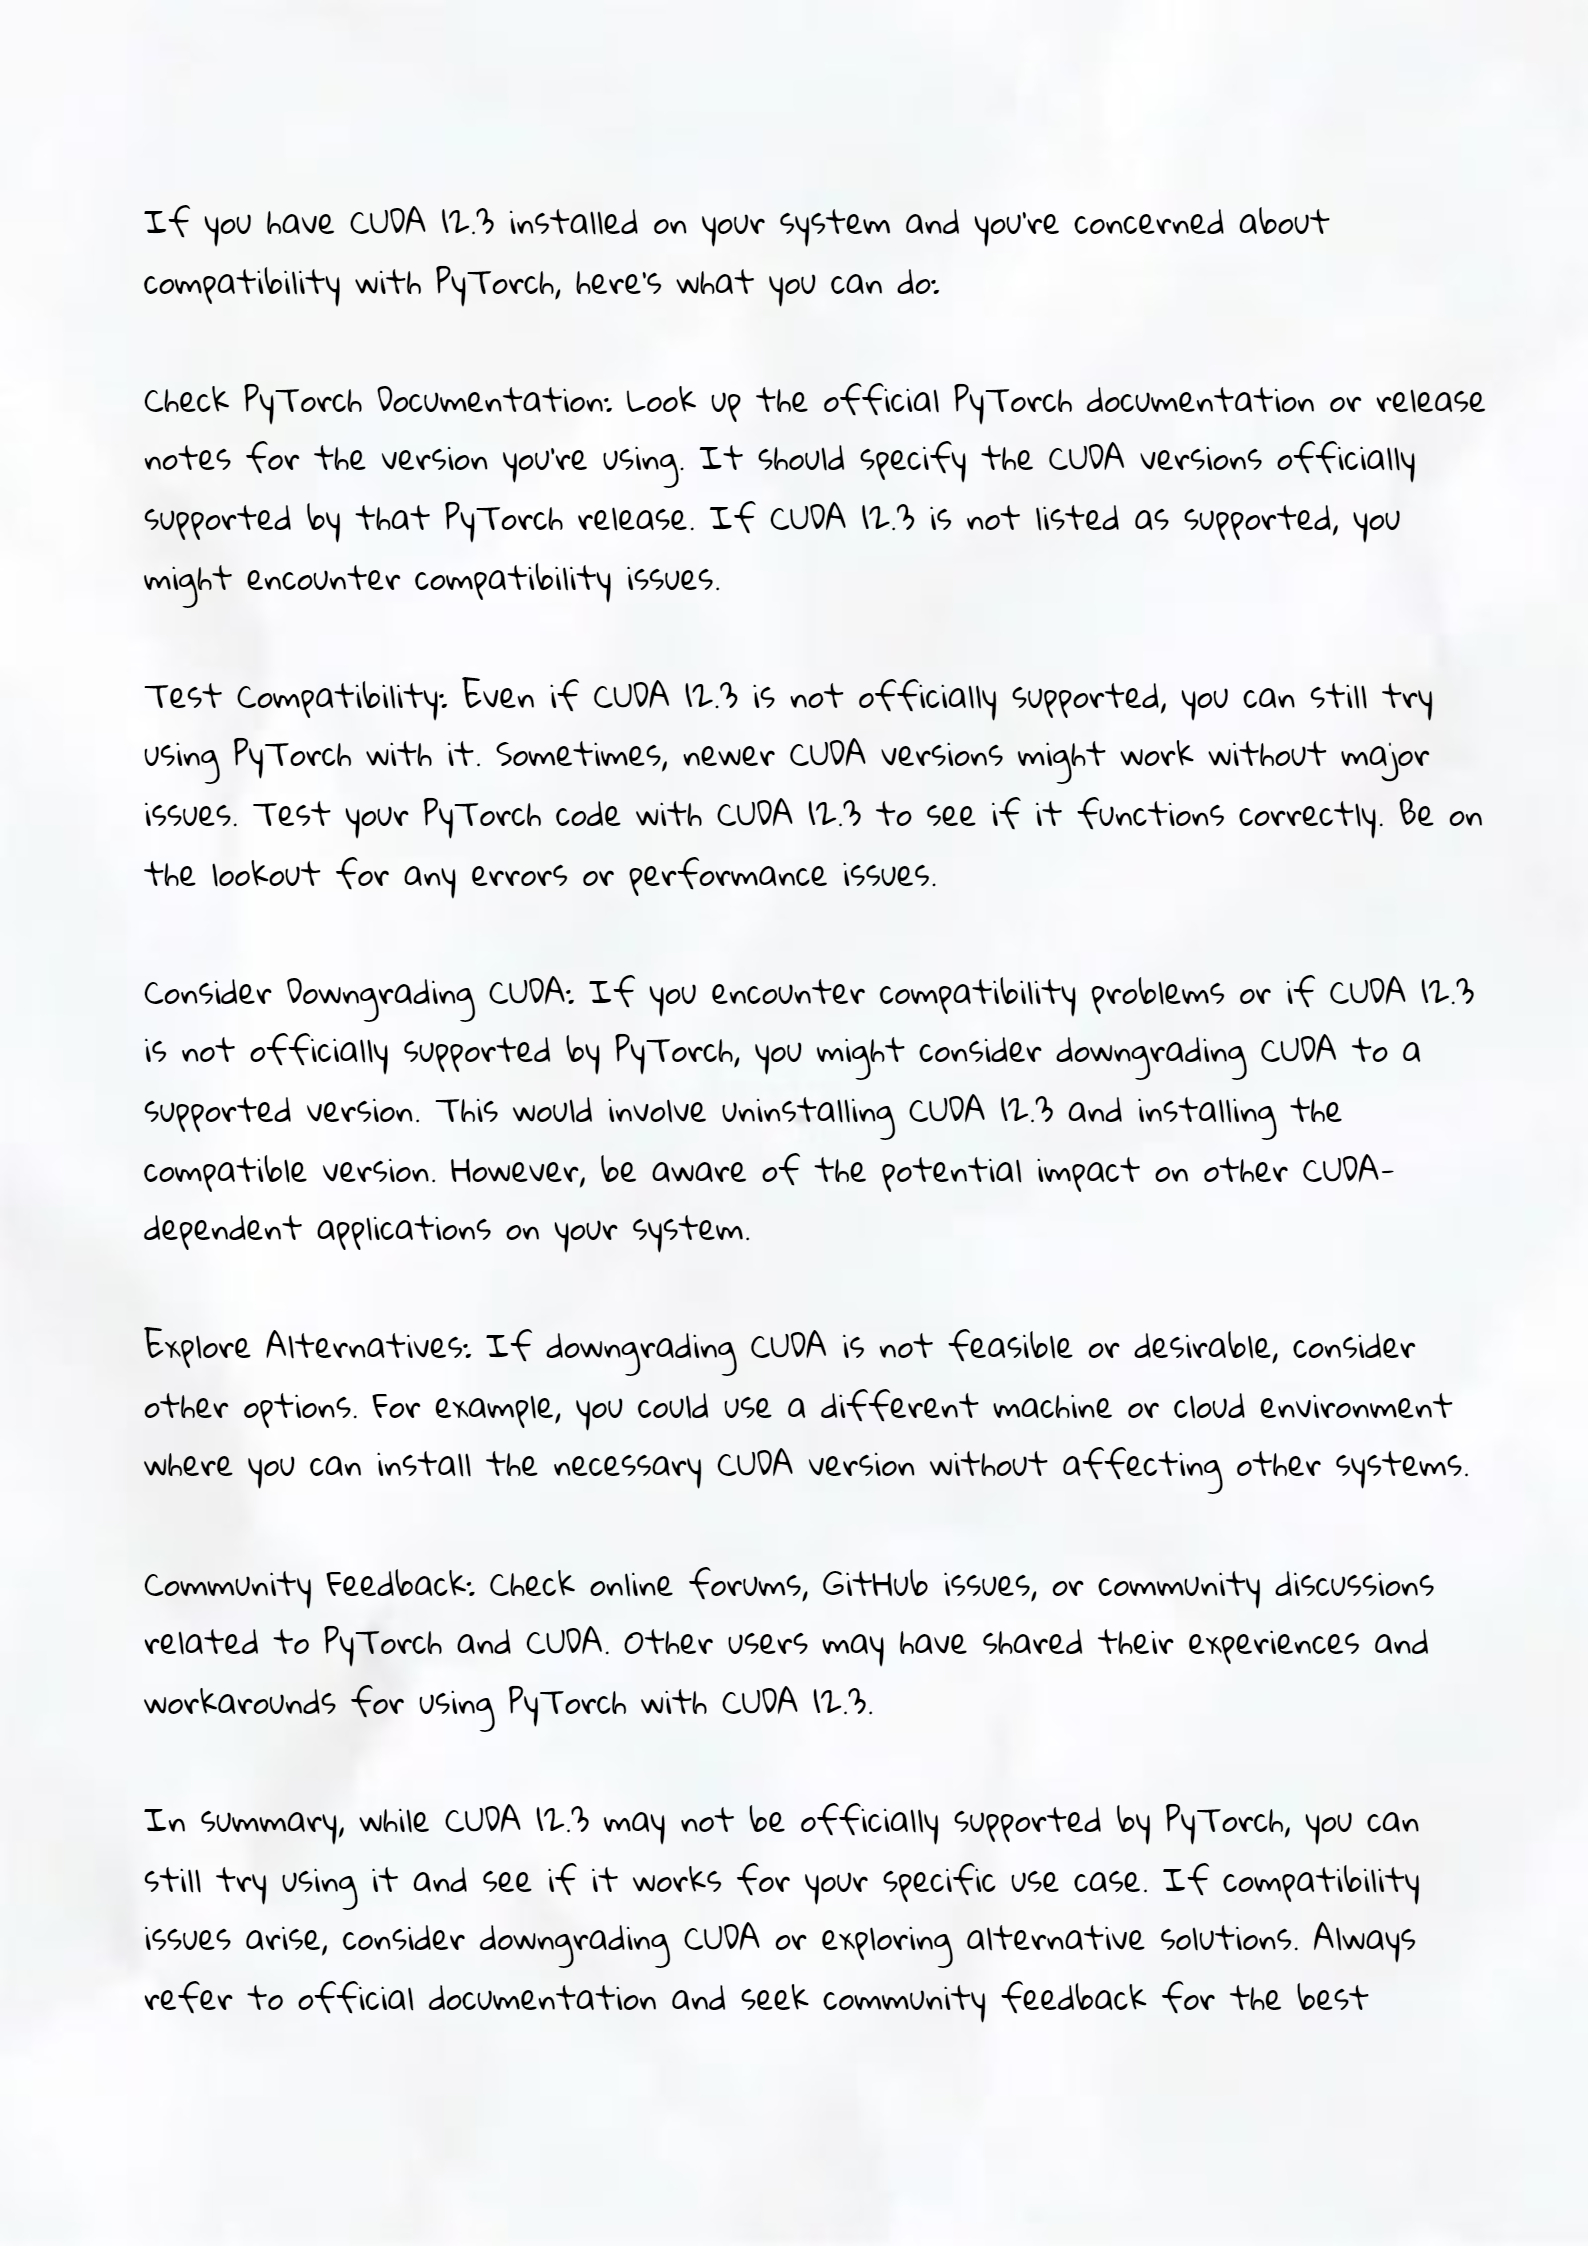 If you have CUDA 12.3 installed on your system and you're concerned about
compatibility with PyTorch, here's what you can do:
Check PyTorch Documentation: Look up the official PyTorch documentation or release
notes for the version you're using. It should specify the CUDA versions officially
supported by that PyTorch release. If CUDA 12.3 is not listed as supported, you
might encounter compatibility issues.
Test Compatibility: Even if CUDA 12.3 is not officially supported, you can still try
using PyTorch with it. Sometimes, newer CUDA versions might work without major
issues. Test your PyTorch code with CUDA 12.3 to see if it functions correctly. Be on
the lookout for any errors or performance issues.
Consider Downgrading CUDA: If you encounter compatibility problems or if CUDA 12.3
is not officially supported by PyTorch, you might consider downgrading CUDA to a
supported version. This would involve uninstalling CUDA 12.3 and installing the
compatible version. However, be aware of the potential impact on other CUDA-
dependent applications on your system.
Explore Alternatives: If downgrading CUDA is not feasible or desirable, consider
other options. For example, you could use a different machine or cloud environment
where you can install the necessary CUDA version without affecting other systems.
Community Feedback: Check online forums, GitHub issues, or community discussions
related to PyTorch and CUDA. Other users may have shared their experiences and
workarounds for using PyTorch with CUDA 12.3.
In summary, while CUDA 12.3 may not be officially supported by PyTorch, you can
still try using it and see if it works for your specific use case. If compatibility
issues arise, consider downgrading CUDA or exploring alternative solutions. Always
refer to official documentation and seek community feedback for the best